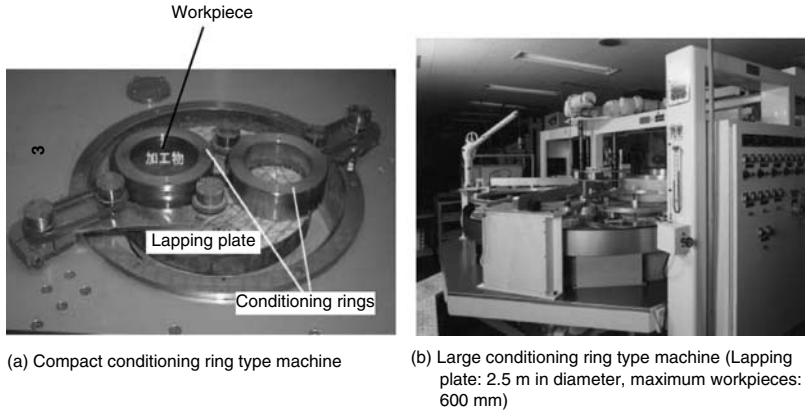 Workpiece
3
加工物
Lapping plate
Conditioning rings
(a) Compact conditioning ring type machine
(b) Large conditioning ring type machine (Lapping
plate: 2.5 m in diameter, maximum workpieces:
600 mm)